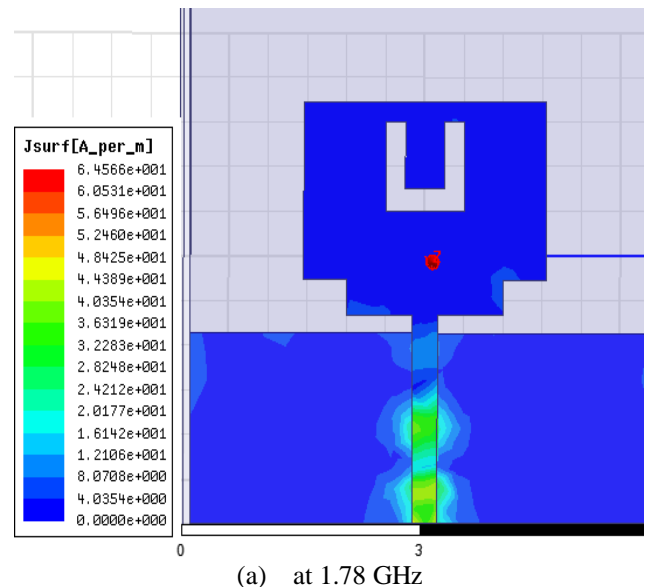 Jsurf[A_per_m]
6.4566e+001
6.0531e+001
5.6496e+001
5.2460e+001
4.8425e+001
4.4389e+001
4.0354e+001
3.6319e+001
3.2283e+001
2.8248e+001
2.4212e+001
2.0177e+001
1.6142e+001
1.2106e+001
8.0708e+000
4.0354e+000
0.0000e+000
0
3
(a) at 1.78 GHz